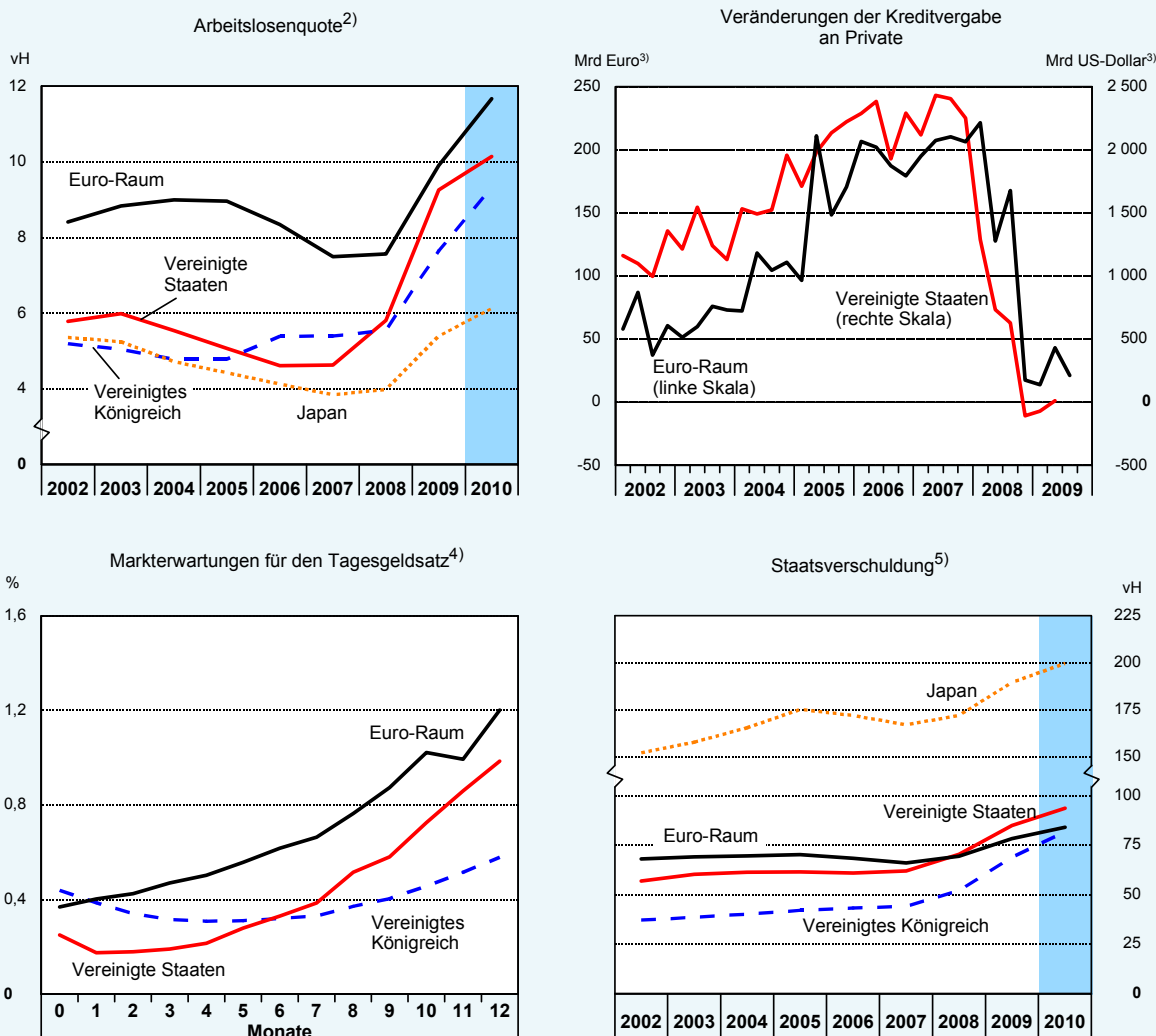 Arbeitslosenquote2)
vH
12
10
8
6
4
0
Euro-Raum
Vereinigte
Staaten
Vereinigtes
Königreich
Japan
2002 2003 2004 2005 2006 2007 2008 2009 2010
Veränderungen der Kreditvergabe
an Private
Mrd Euro3)
Mrd US-Dollar3)
250
200
150
100
50
0
-50
2 500
2 000
1 500
1 000
500
0
-500
Vereinigte Staaten
(rechte Skala)
Euro-Raum
(linke Skala)
2002 2003 2004 2005 2006 2007 2008 2009
Markterwartungen für den Tagesgeldsatz4)
%
1,6
1,2
0,8
0,4
0
Euro-Raum
Vereinigtes
Königreich
Vereinigte Staaten
0 1 2 3 4 5 6 7 8 9 10 11 12
Monate
Staatsverschuldung5)
vH
225
200
175
150
100
75
50
25
0
Japan
Vereinigte Staaten
Euro-Raum
Vereinigtes Königreich
2002 2003 2004 2005 2006 2007 2008 2009 2010